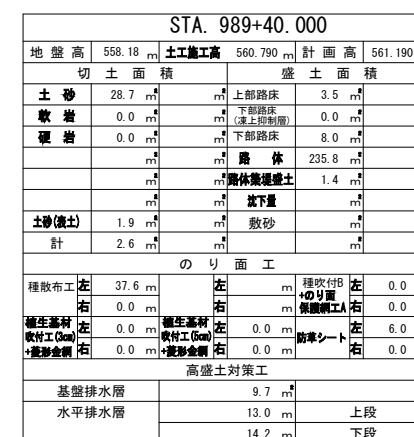 STA. 989+40.000
地盤高 558.18 m 土工施工高 560.790 m 計画高 561.190
切土面積 盛土面積
土砂 28.7 ㎡ ㎡ 上部路床 3.5 ㎡
軟岩 0.0 ㎡ ㎡ 下部路床(凍上抑制層) 0.0 ㎡
硬岩 0.0 ㎡ ㎡ 下部路床 8.0 ㎡
㎡ ㎡ 路体 235.8 ㎡
㎡ ㎡ 路体築堤盛土 1.4 ㎡
㎡ ㎡ 沈下量 ㎡
土砂(表土) 1.9 ㎡ ㎡ 敷砂 ㎡
計 2.6 ㎡ ㎡ ㎡
のり面工
種散布工 左 37.6 m 左 m 種吹付B+のり面保護網工A 左 0.0
右 0.0 m 右 m 右 0.0
植生基材吹付工(3cm)+菱形金網 左 0.0 m 植生基材吹付工(5cm)+菱形金網 左 0.0 m 防草シート 左 6.0
右 0.0 m 右 0.0 m 右 0.0
高盛土対策工
基盤排水層 9.7 ㎡
水平排水層 13.0 m 上段
14.2 m 下段